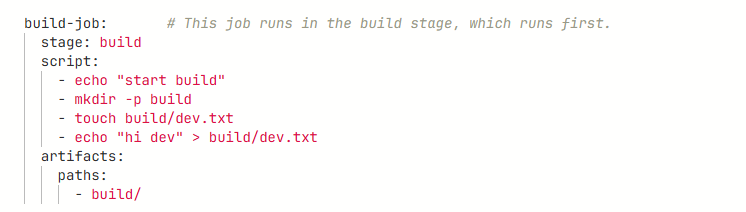 build-job:       # This job runs in the build stage, which runs first.
  stage: build
  script:
    - echo "start build"
    - mkdir -p build
    - touch build/dev.txt
    - echo "hi dev" > build/dev.txt
  artifacts:
    paths:
      - build/